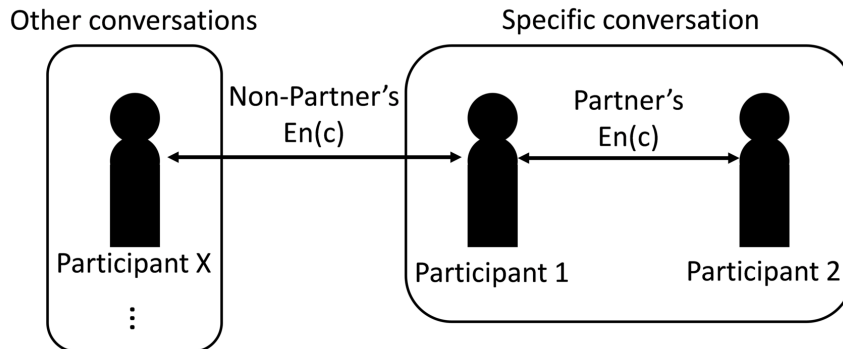 Other conversations
Specific conversation
Non-Partner's
En(c)
Partner's
En(c)
Participant X
Participant 1
Participant 2
⋮